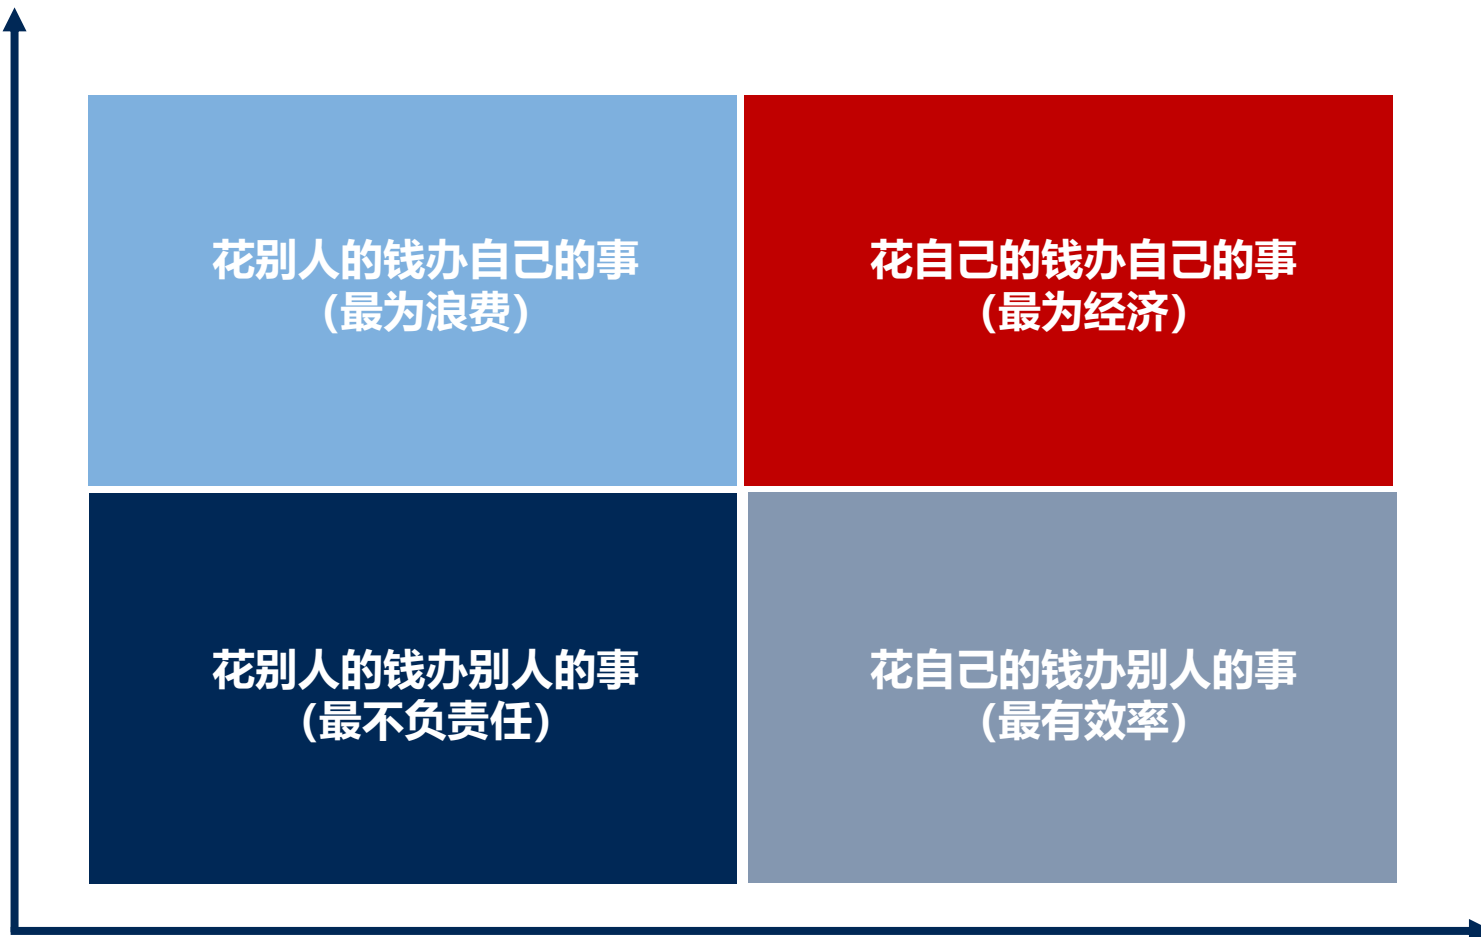 花别人的钱办自己的事
(最为浪费)
花自己的钱办自己的事
(最为经济)
花别人的钱办别人的事
(最不负责任)
花自己的钱办别人的事
(最有效率)